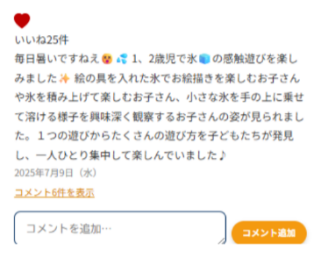 いいね25件
毎日暑いですねえ🥵💦 1、2歳児で氷🧊の感触遊びを楽し
みました✨ 絵の具を入れた氷でお絵描きを楽しむお子さん
や氷を積み上げて楽しむお子さん、小さな氷を手の上に乗せ
て溶ける様子を興味深く観察するお子さんの姿が見られまし
た。１つの遊びからたくさんの遊び方を子どもたちが発見
し、一人ひとり集中して楽しんでいました♪
2025年7月9日（水）
コメント6件を表示
コメントを追加…
コメント追加